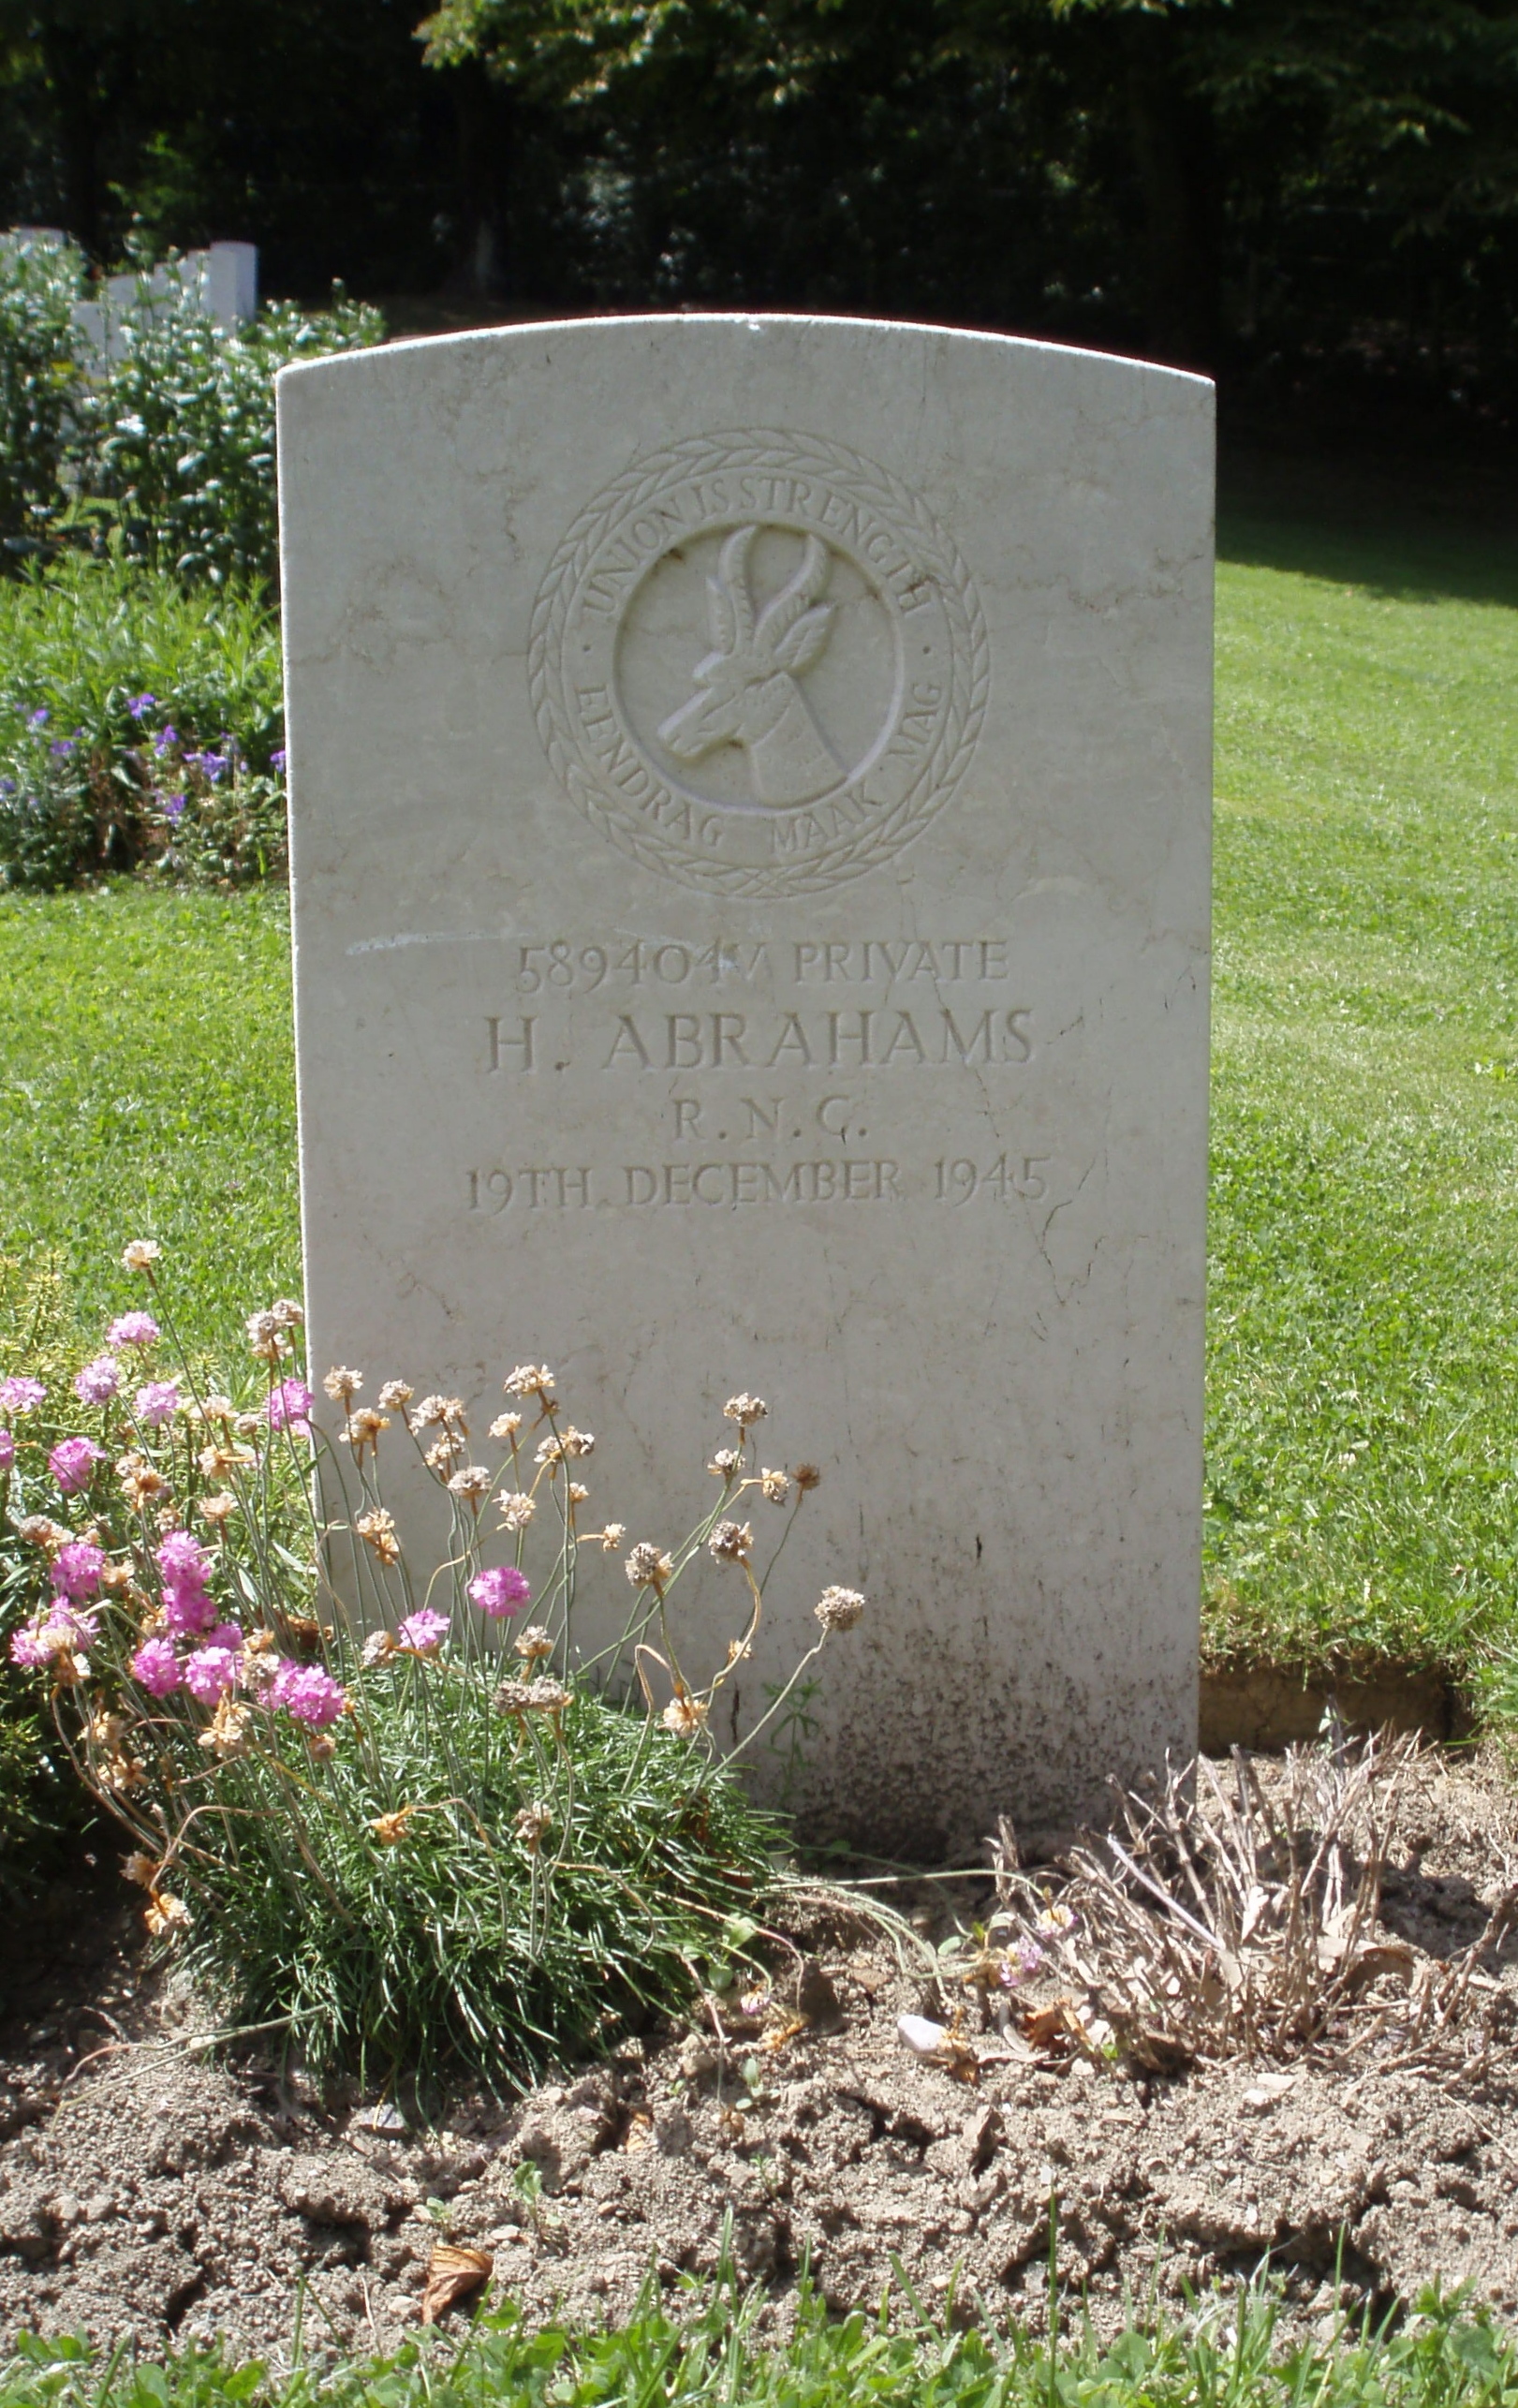 UNION IS STRENGTH
EENDRAG MAAK MAG
589404V PRIVATE
H. ABRAHAMS
R.N.C.
19TH DECEMBER 1945